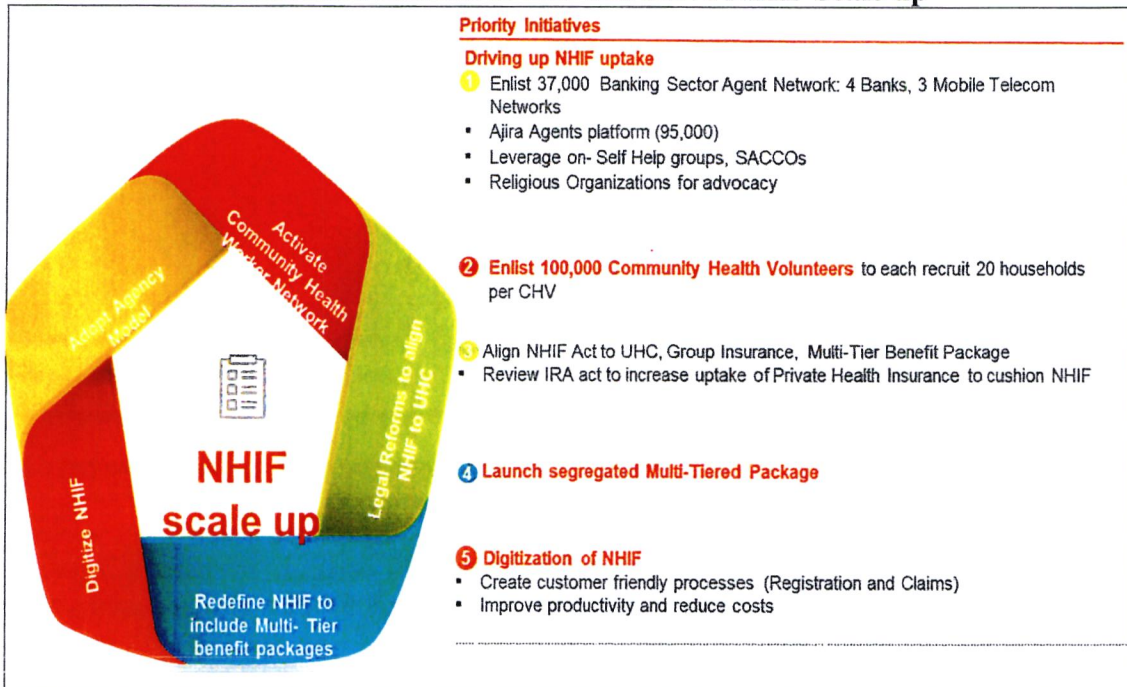 Priority Initiatives
Driving up NHIF uptake
1 Enlist 37,000 Banking Sector Agent Network: 4 Banks, 3 Mobile Telecom
Networks
▪ Ajira Agents platform (95,000)
▪ Leverage on- Self Help groups, SACCOs
▪ Religious Organizations for advocacy
2 Enlist 100,000 Community Health Volunteers to each recruit 20 households
per CHV
3 Align NHIF Act to UHC, Group Insurance, Multi-Tier Benefit Package
▪ Review IRA act to increase uptake of Private Health Insurance to cushion NHIF
4 Launch segregated Multi-Tiered Package
5 Digitization of NHIF
▪ Create customer friendly processes (Registration and Claims)
▪ Improve productivity and reduce costs
Activate
Community Health
Worker Network
Adopt Agency
Model
Legal Reforms to align
NHIF to UHC
Digitize NHIF
Redefine NHIF to
include Multi- Tier
benefit packages
NHIF
scale up